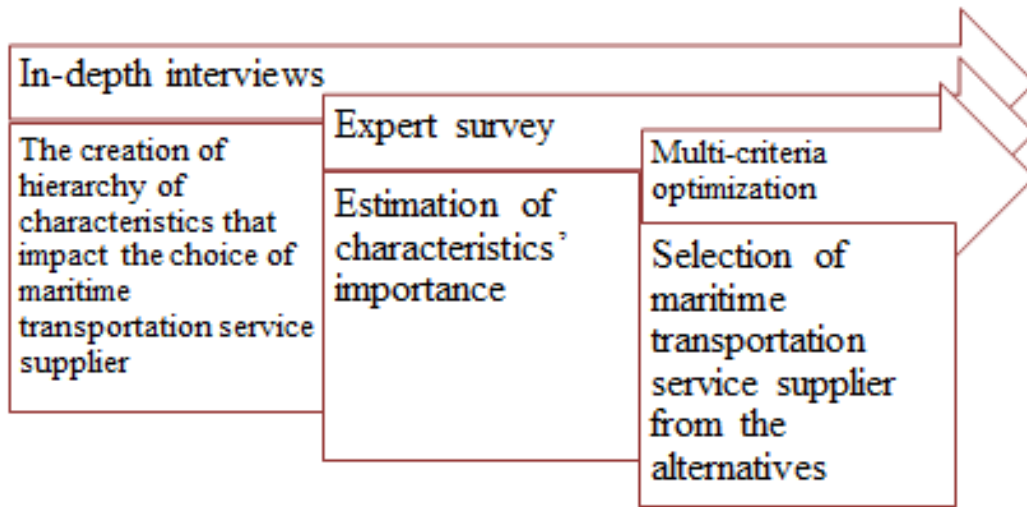 In-depth interviews
The creation of
hierarchy of
characteristics that
impact the choice of
maritime
transportation service
supplier
Expert survey
Estimation of
characteristics’
importance
Multi-criteria
optimization
Selection of
maritime
transportation
service supplier
from the
alternatives